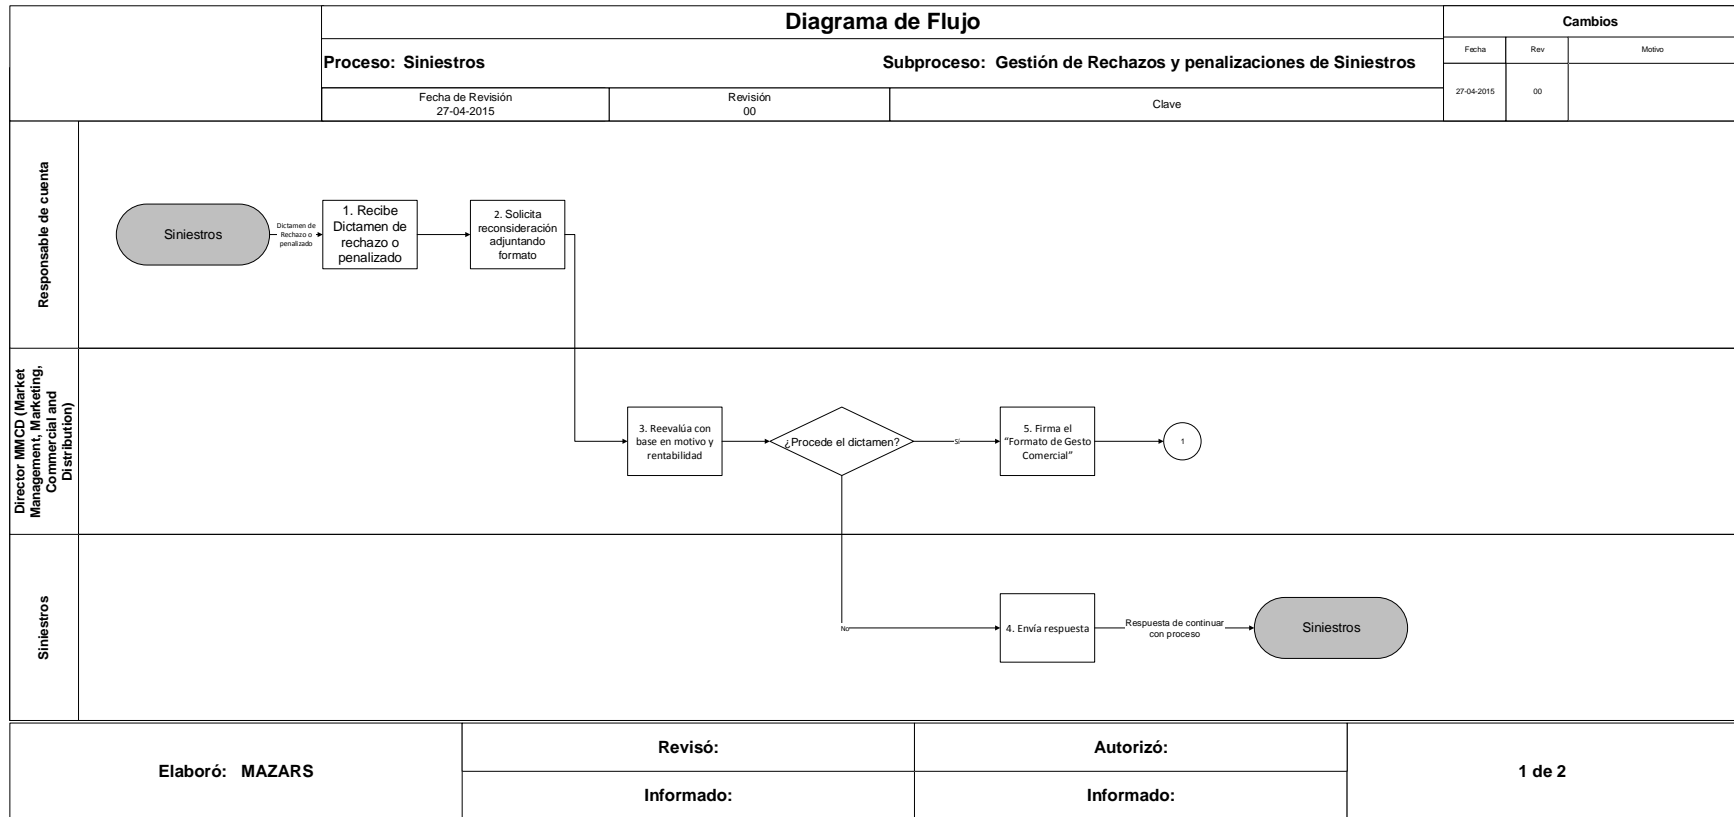 Diagrama de Flujo
Cambios
Proceso: Siniestros
Subproceso: Gestión de Rechazos y penalizaciones de Siniestros
Fecha
Rev
Motivo
Fecha de Revisión
27-04-2015
Revisión
00
Clave
27-04-2015
00
Responsable de cuenta
Siniestros
Dictamen de
Rechazo o
penalizado
1. Recibe
Dictamen de
rechazo o
penalizado
2. Solicita
reconsideración
adjuntando
formato
Director MMCD (Market
Management, Marketing,
Commercial and
Distribution)
3. Reevalúa con
base en motivo y
rentabilidad
¿Procede el dictamen?
Sí
5. Firma el
“Formato de Gesto
Comercial”
1
Siniestros
No
4. Envía respuesta
Respuesta de continuar
con proceso
Siniestros
Elaboró: MAZARS
Revisó:
Autorizó:
1 de 2
Informado:
Informado: